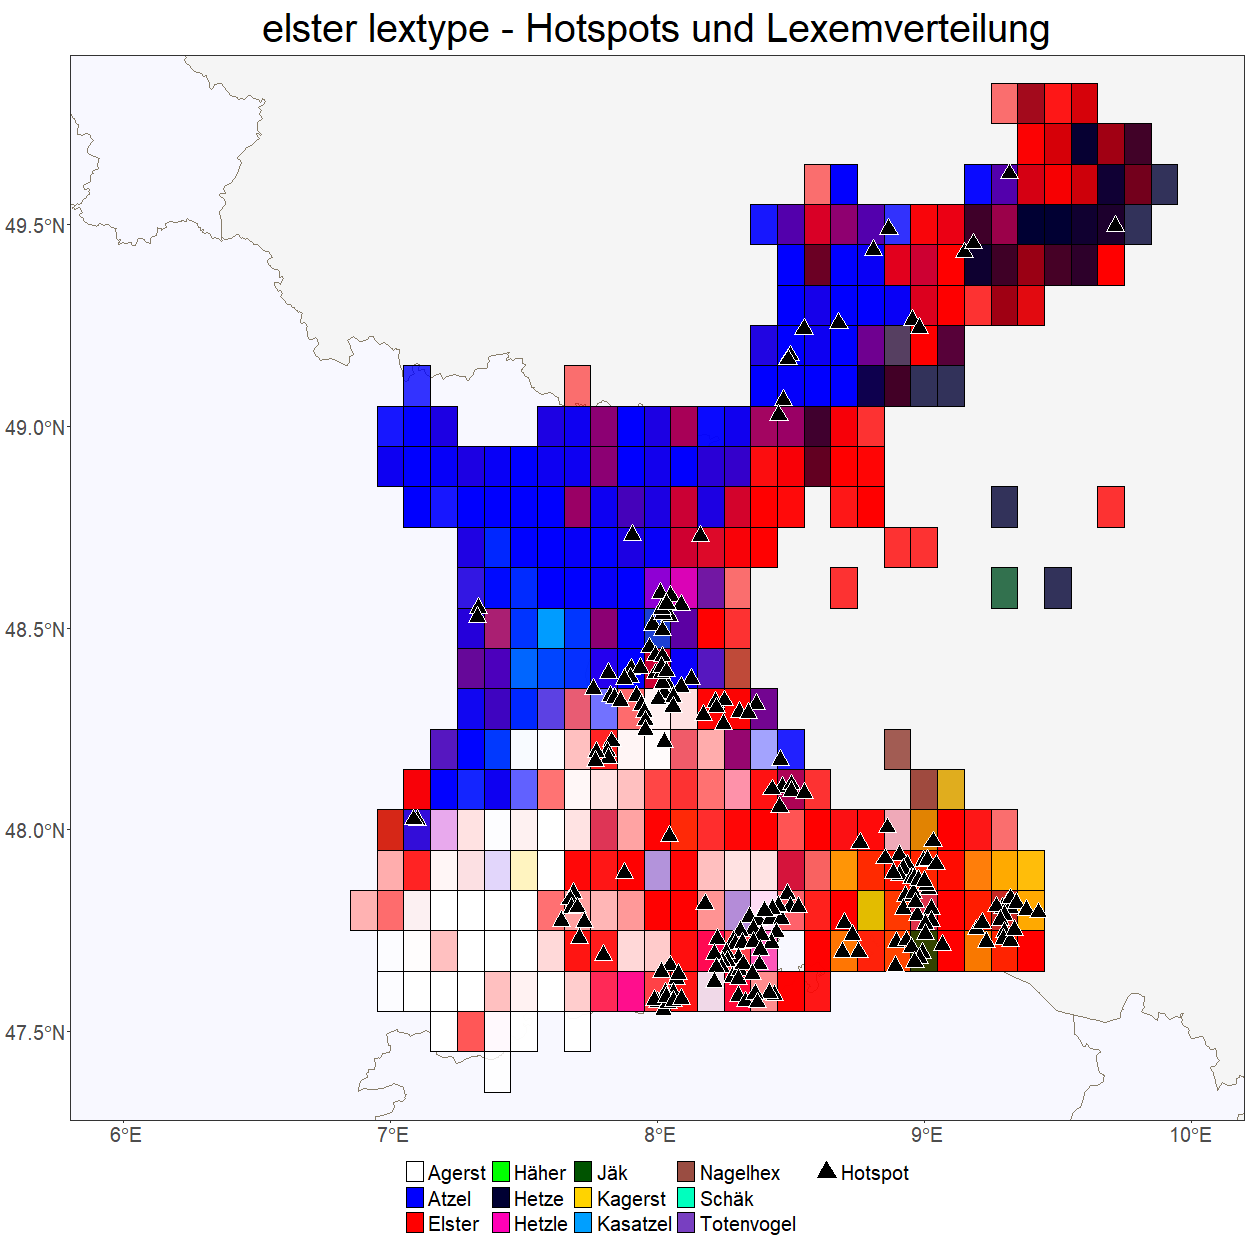 elster lextype - Hotspots und Lexemverteilung
49.5°N
49.0°N
48.5°N
48.0°N
47.5°N
6°E 7°E 8°E 9°E 10°E
Agerst Häher Jäk Nagelhex Hotspot
Atzel Hetze Kagerst Schäk
Elster Hetzle Kasatzel Totenvogel